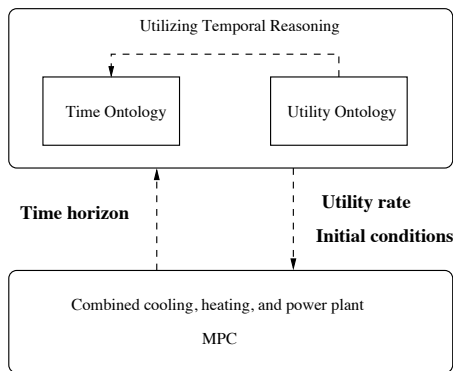 Utilizing Temporal Reasoning
Time Ontology
Utility Ontology
Time horizon
Utility rate
Initial conditions
Combined cooling, heating, and power plant
MPC